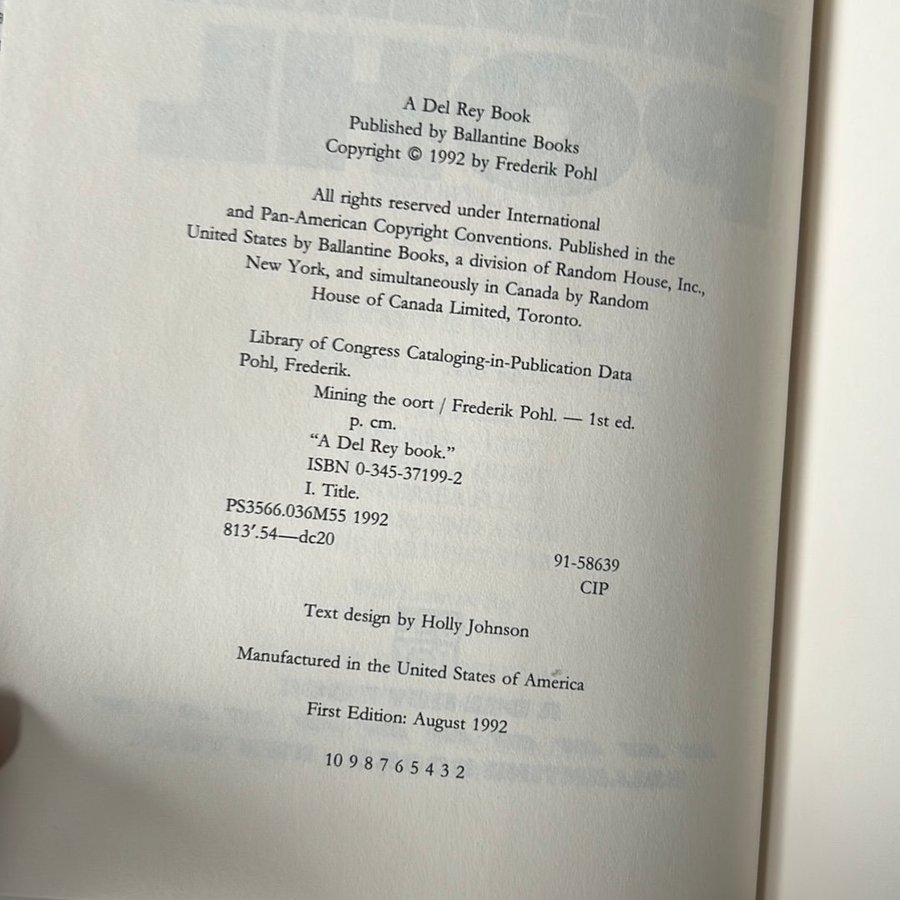 A Del Rey Book
Published by Ballantine Books
Copyright © 1992 by Frederik Pohl
All rights reserved under International
and Pan-American Copyright Conventions. Published in the
United States by Ballantine Books, a division of Random House, Inc.,
New York, and simultaneously in Canada by Random
House of Canada Limited, Toronto.
Library of Congress Cataloging-in-Publication Data
Pohl, Frederik.
Mining the oort / Frederik Pohl. — 1st ed.
p. cm.
“A Del Rey book.”
ISBN 0-345-37199-2
I. Title.
PS3566.036M55 1992
813′.54—dc20
91-58639
CIP
Text design by Holly Johnson
Manufactured in the United States of America
First Edition: August 1992
10 9 8 7 6 5 4 3 2